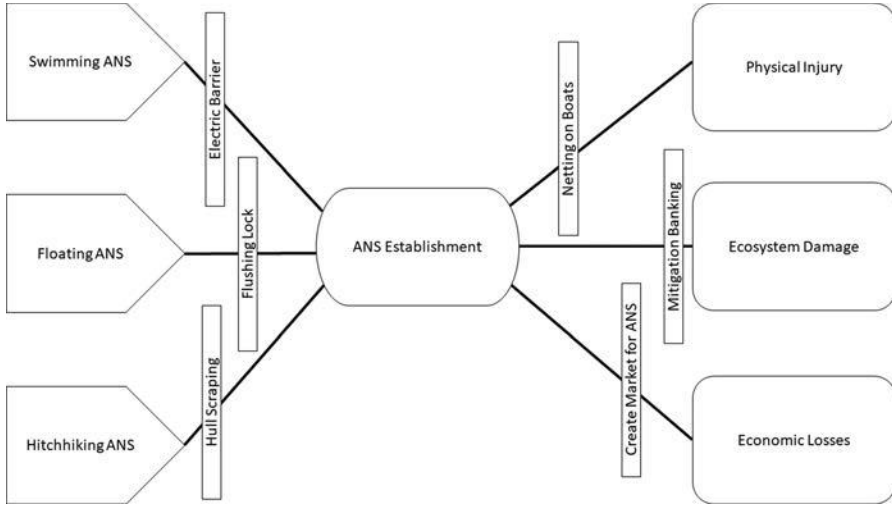 Swimming ANS
Electric Barrier
Netting on Boats
Physical Injury
Floating ANS
Flushing Lock
ANS Establishment
Mitigation Banking
Ecosystem Damage
Hitchhiking ANS
Hull Scraping
Create Market for ANS
Economic Losses